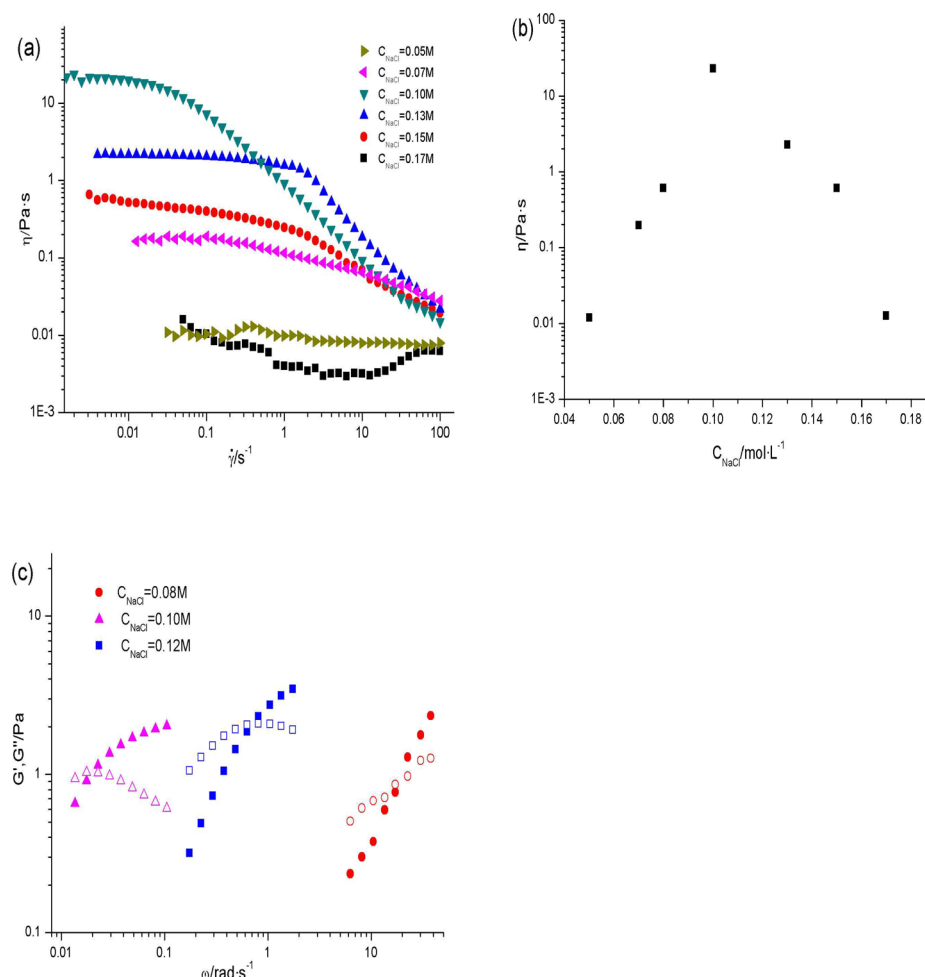 (a)
C_NaCl=0.05M
C_NaCl=0.07M
C_NaCl=0.10M
C_NaCl=0.13M
C_NaCl=0.15M
C_NaCl=0.17M
η/Pa·s
10
1
0.1
0.01
1E-3
0.01 0.1 1 10 100
γ̇/s⁻¹
(b)
η/Pa·s
100
10
1
0.1
0.01
1E-3
0.04 0.06 0.08 0.10 0.12 0.14 0.16 0.18
C_NaCl/mol·L⁻¹
(c)
C_NaCl=0.08M
C_NaCl=0.10M
C_NaCl=0.12M
G',G''/Pa
10
1
0.1
0.01 0.1 1 10
ω/rad·s⁻¹